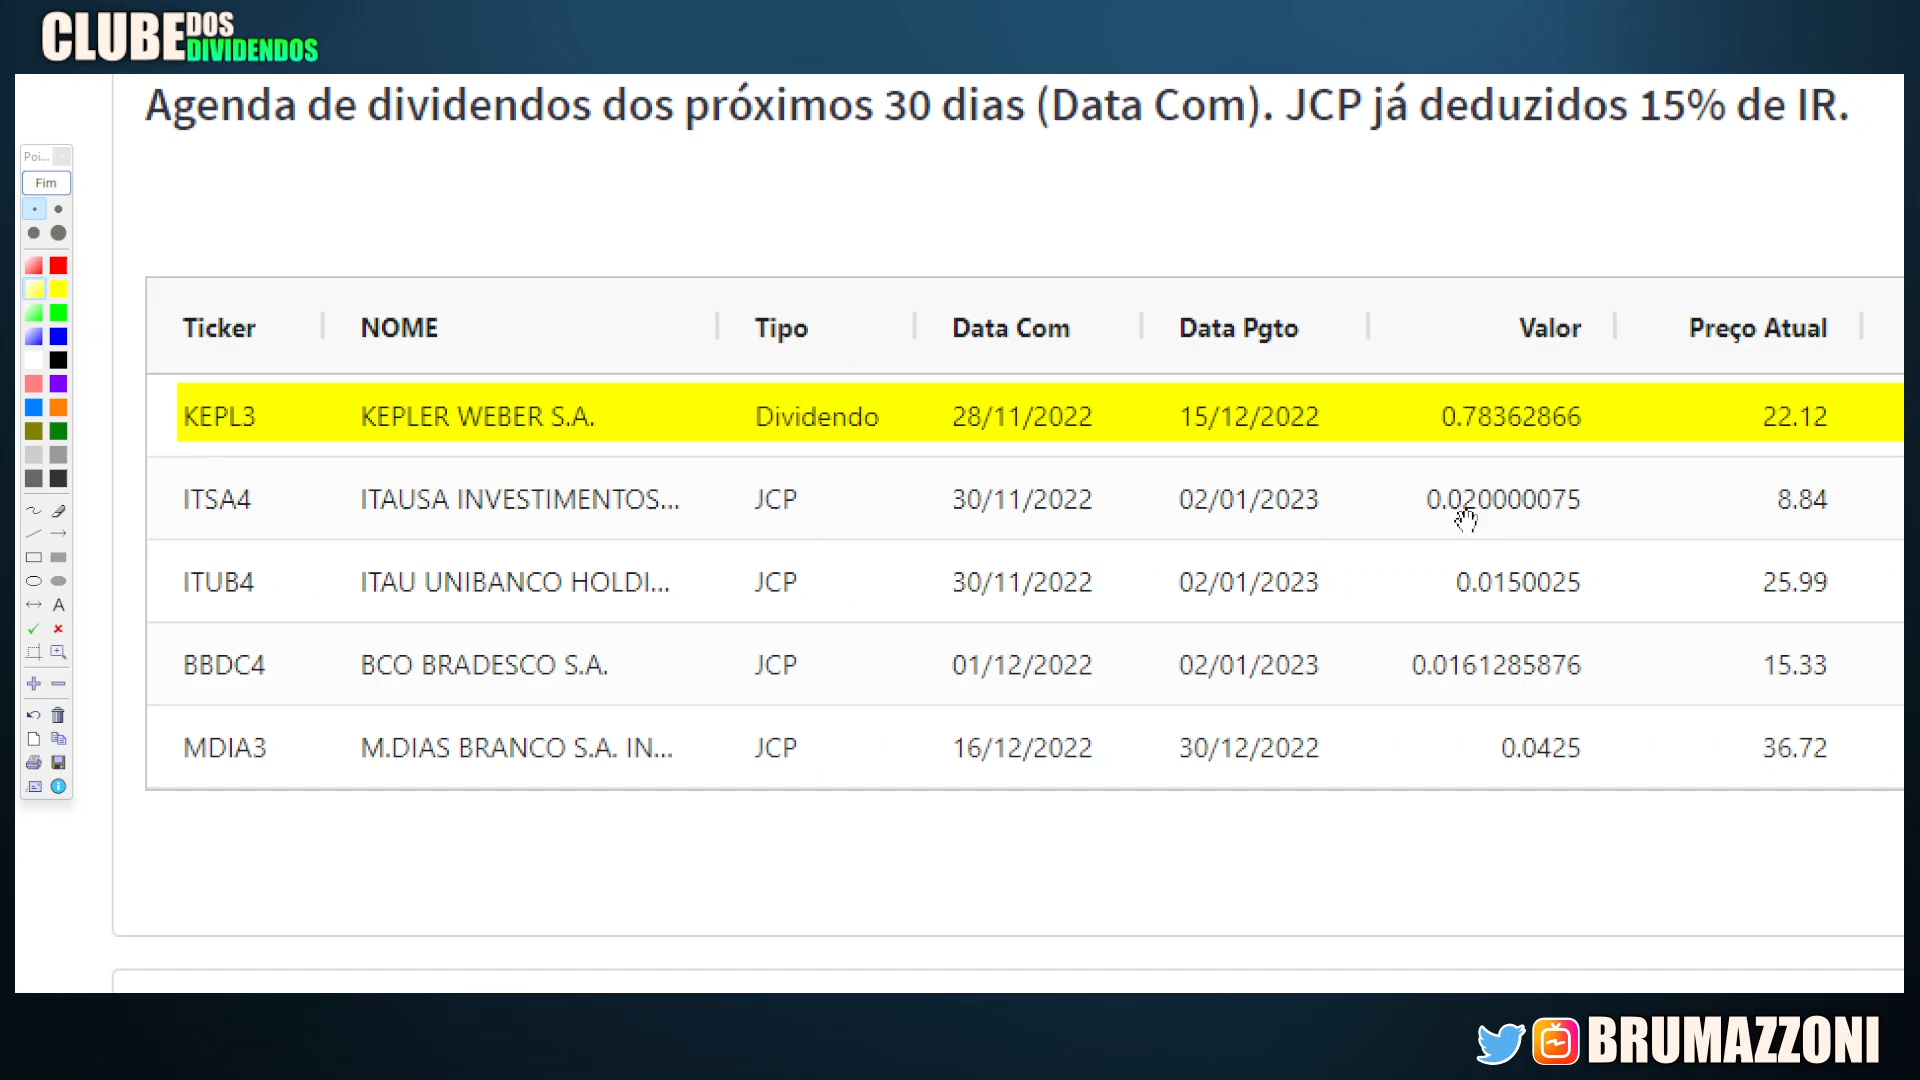 CLUBE DOS DIVIDENDOS
Agenda de dividendos dos próximos 30 dias (Data Com). JCP já deduzidos 15% de IR.
Poi...
Fim
A
Ticker NOME Tipo Data Com Data Pgto Valor Preço Atual
KEPL3 KEPLER WEBER S.A. Dividendo 28/11/2022 15/12/2022 0.78362866 22.12
ITSA4 ITAUSA INVESTIMENTOS... JCP 30/11/2022 02/01/2023 0.020000075 8.84
ITUB4 ITAU UNIBANCO HOLDI... JCP 30/11/2022 02/01/2023 0.0150025 25.99
BBDC4 BCO BRADESCO S.A. JCP 01/12/2022 02/01/2023 0.0161285876 15.33
MDIA3 M.DIAS BRANCO S.A. IN... JCP 16/12/2022 30/12/2022 0.0425 36.72
BRUMAZZONI